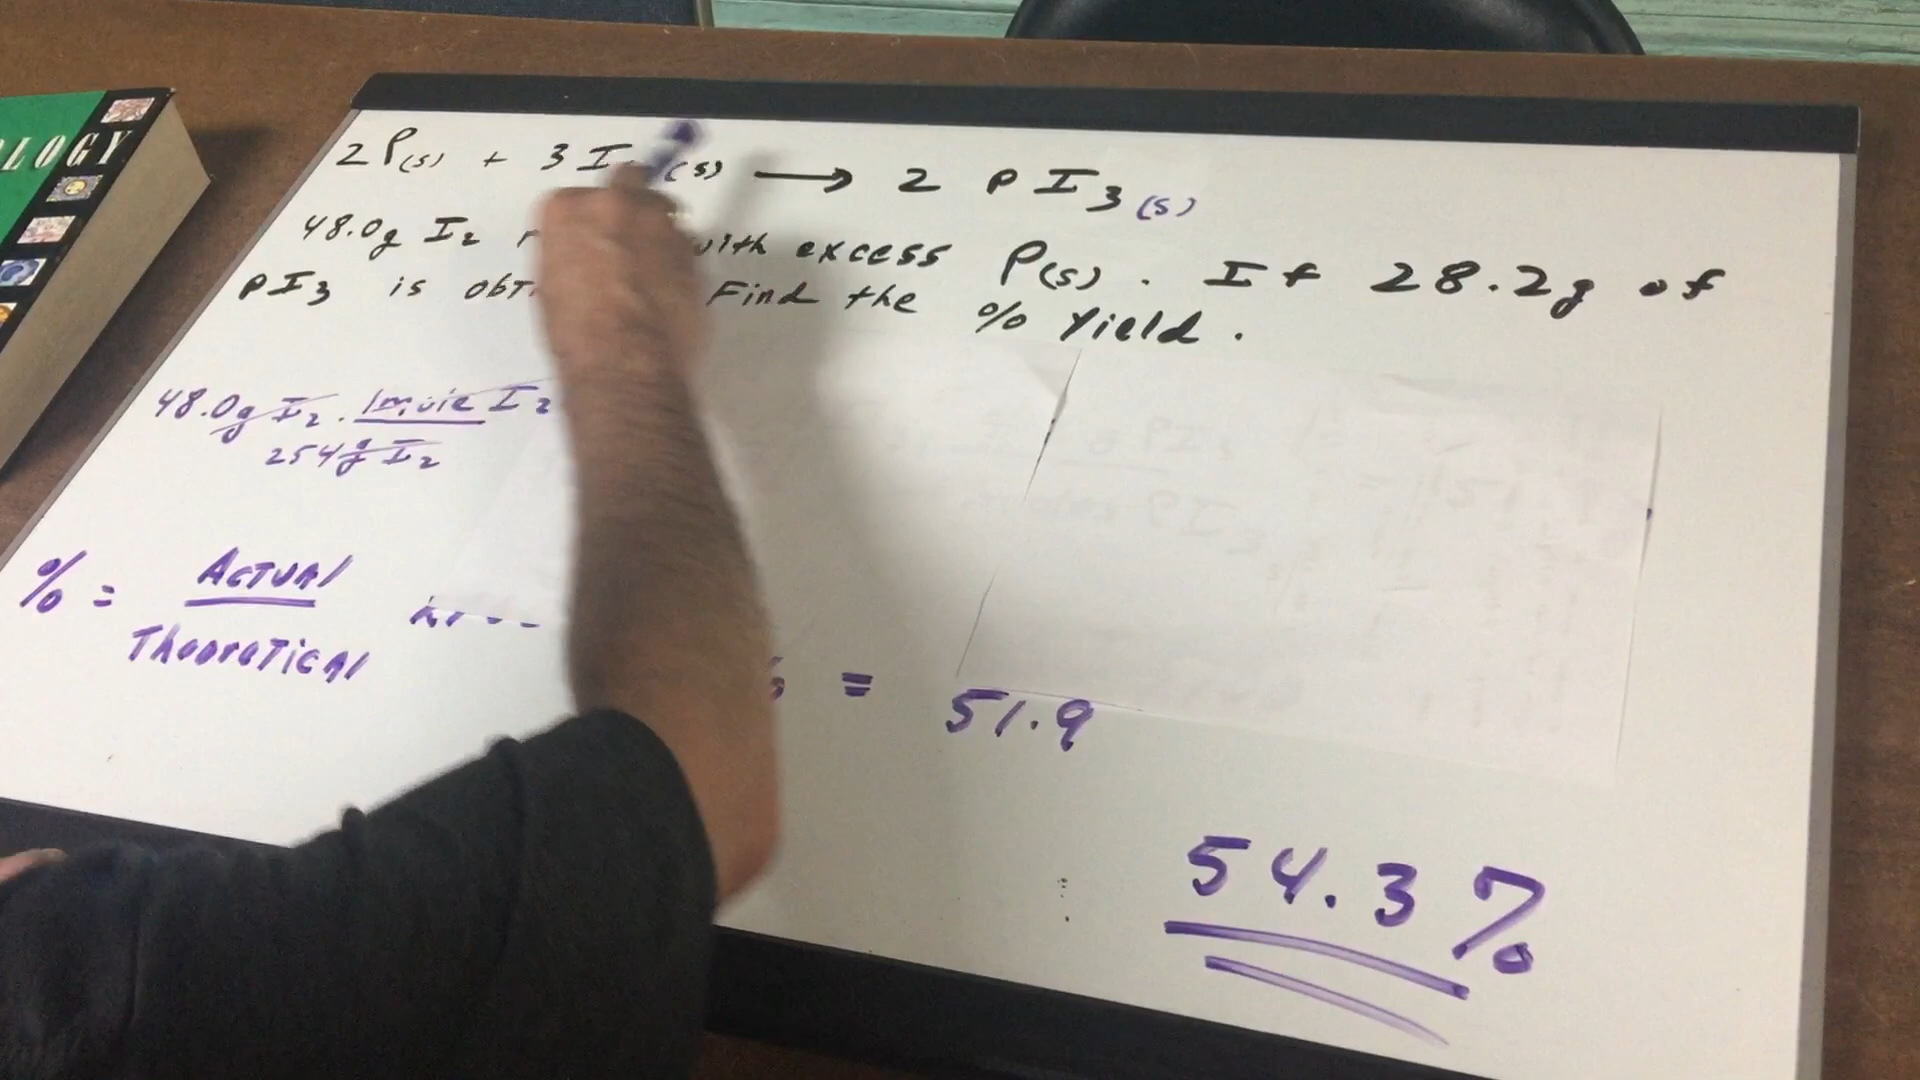 LOGY
2P(s) + 3I (s) → 2 PI3(s)
48.0g I2 with excess P(s). If 28.2g of
PI3 is Find the % Yield.
48.0g I2 · 1mole I2
254g I2
% = Actual
Theoretical
= 51.9
54.3%